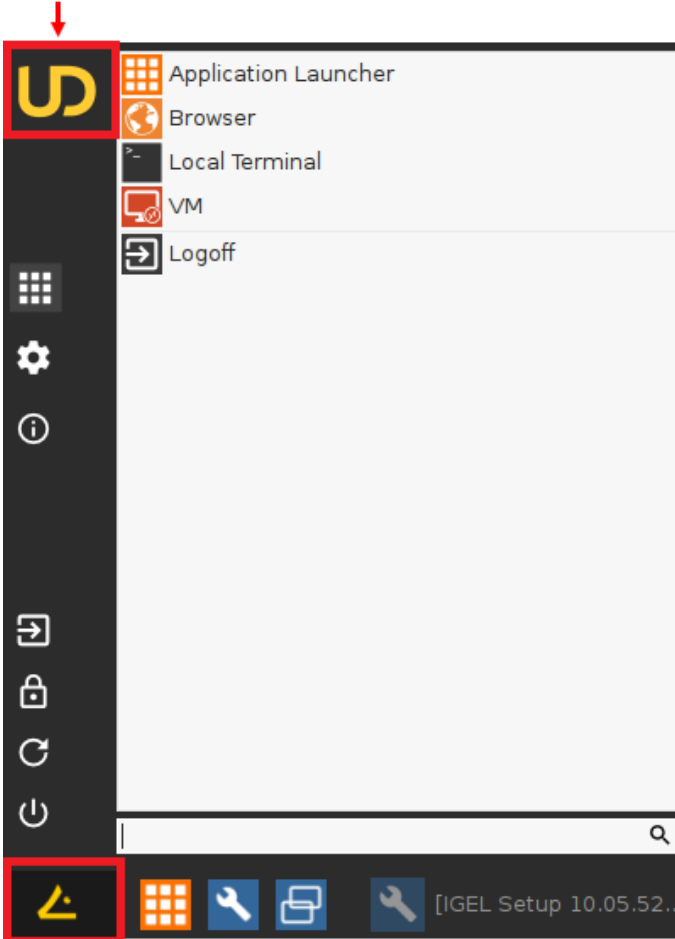 UD
Application Launcher
Browser
>_
Local Terminal
VM
Logoff
[IGEL Setup 10.05.52..